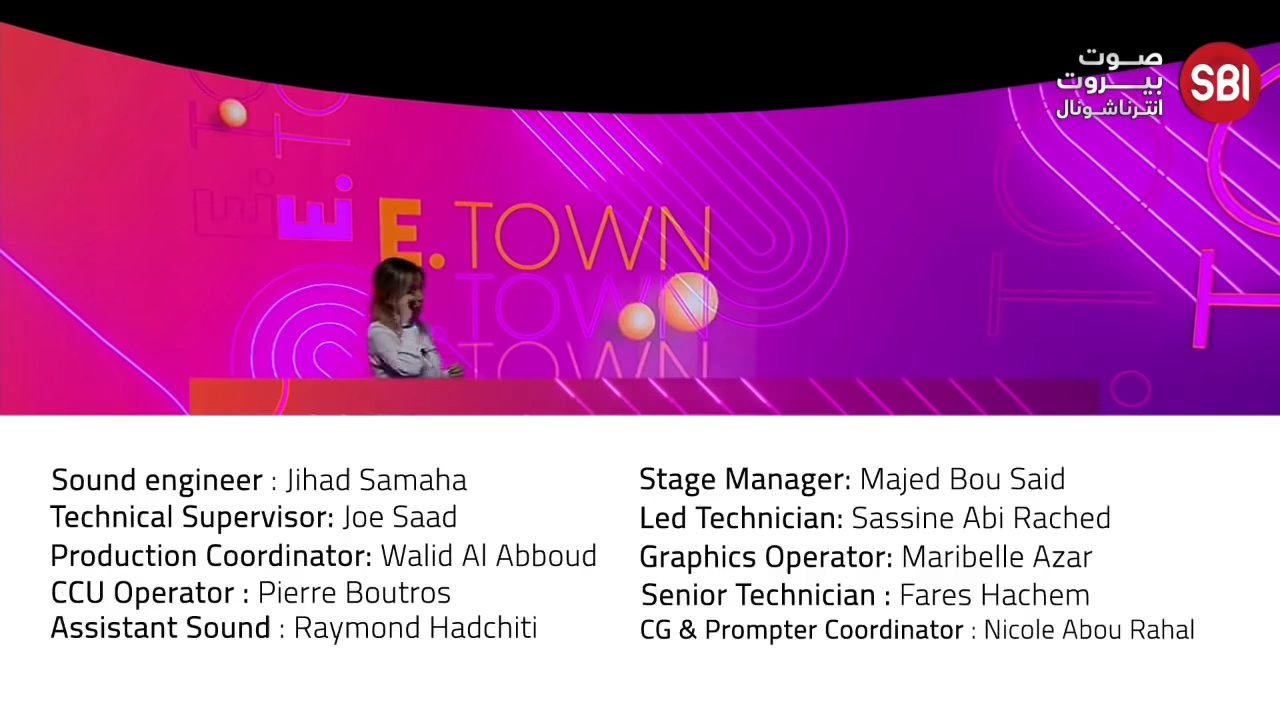 صوت
بيروت
انترناشونال
SBI
E.
E.TOWN
TOWN
TOWN
Sound engineer : Jihad Samaha
Technical Supervisor: Joe Saad
Production Coordinator: Walid Al Abboud
CCU Operator : Pierre Boutros
Assistant Sound : Raymond Hadchiti
Stage Manager: Majed Bou Said
Led Technician: Sassine Abi Rached
Graphics Operator: Maribelle Azar
Senior Technician : Fares Hachem
CG & Prompter Coordinator : Nicole Abou Rahal